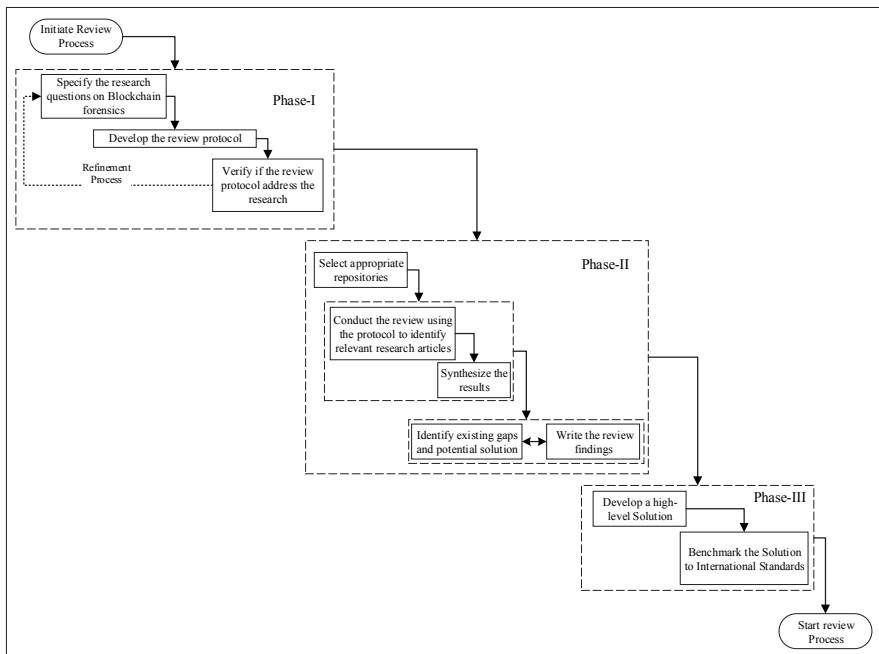 Initiate Review
Process
Phase-I
Specify the research
questions on Blockchain
forensics
Develop the review protocol
Refinement
Process
Verify if the review
protocol address the
research
Phase-II
Select appropriate
repositories
Conduct the review using
the protocol to identify
relevant research articles
Synthesize the
results
Identify existing gaps
and potential solution
Write the review
findings
Phase-III
Develop a high-
level Solution
Benchmark the Solution
to International Standards
Start review
Process